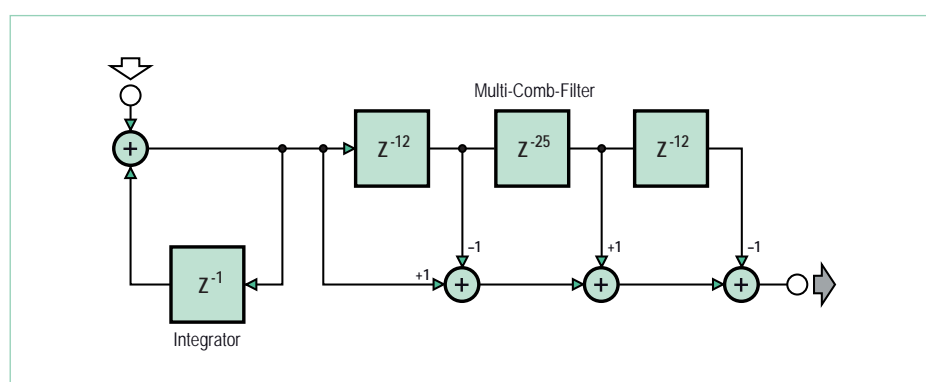 Multi-Comb-Filter
+
z-12
z-25
z-12
–1
+1
–1
+1
+
+
+
z-1
Integrator